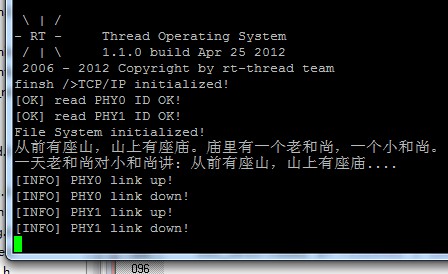 \ | /
- RT -     Thread Operating System
/ | \     1.1.0 build Apr 25 2012
2006 - 2012 Copyright by rt-thread team
finsh />TCP/IP initialized!
[OK] read PHY0 ID OK!
[OK] read PHY1 ID OK!
File System initialized!
从前有座山，山上有座庙。庙里有一个老和尚，一个小和尚。
一天老和尚对小和尚讲：从前有座山，山上有座庙....
[INFO] PHY0 link up!
[INFO] PHY0 link down!
[INFO] PHY1 link up!
[INFO] PHY1 link down!
096